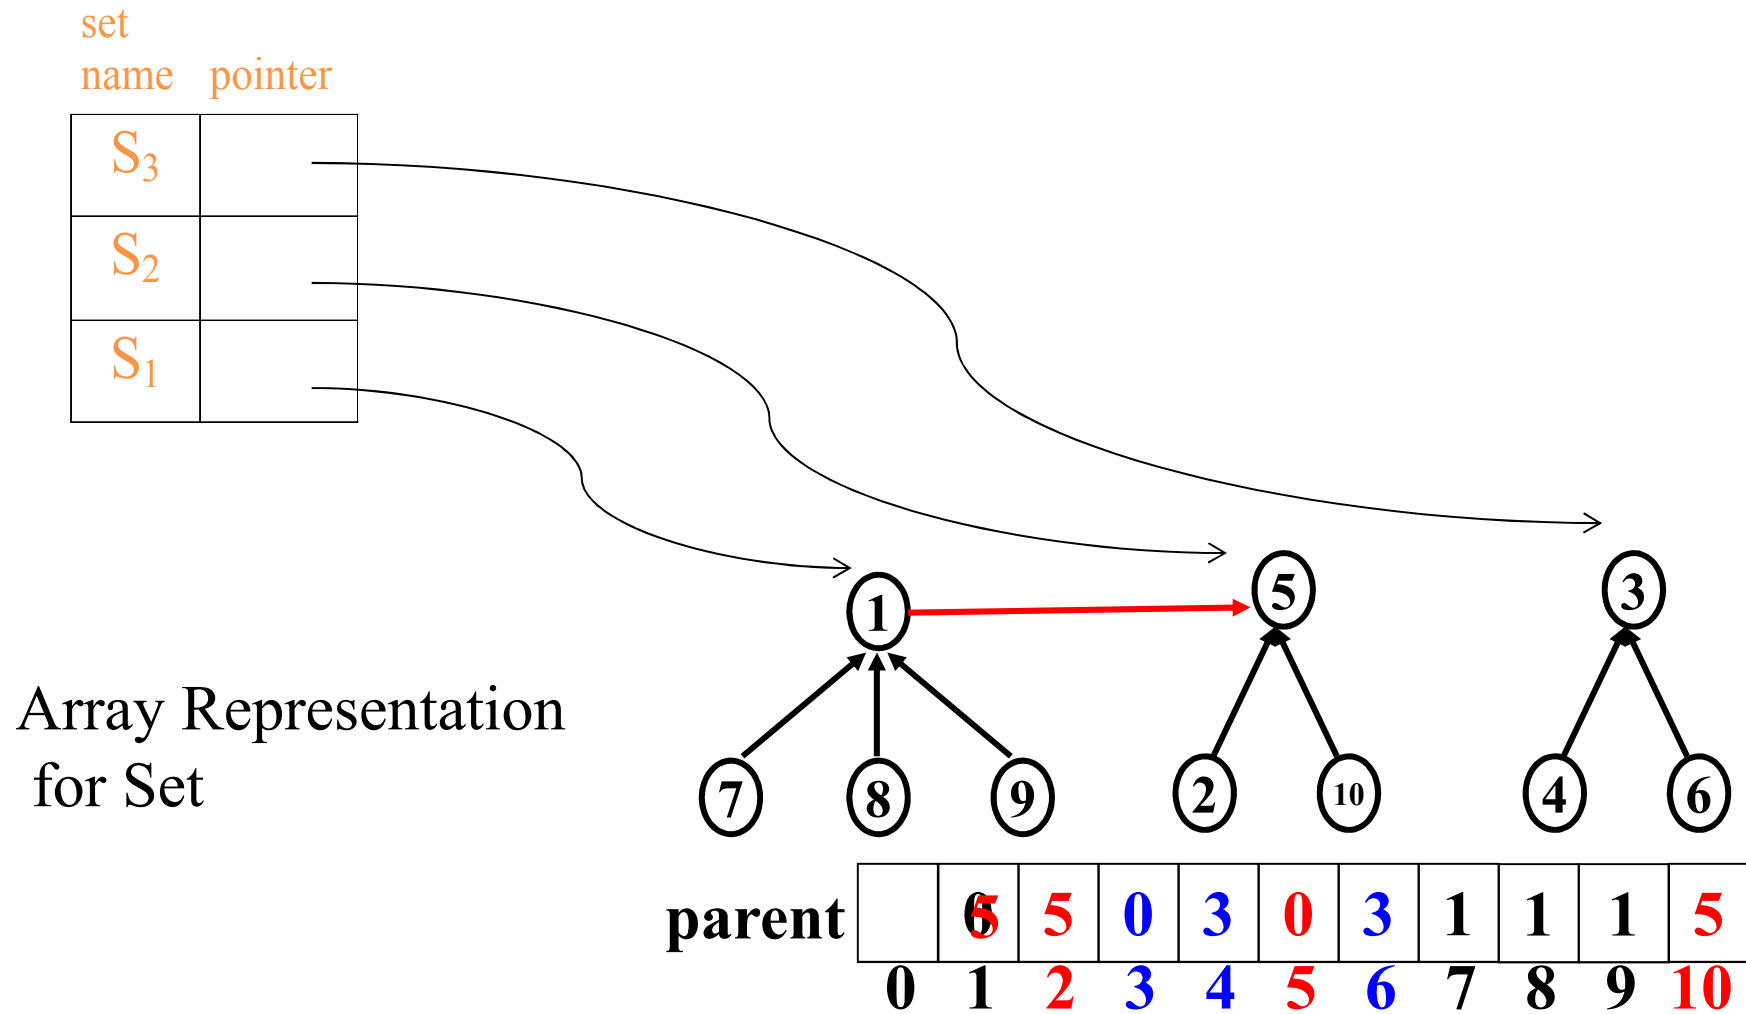 set
name pointer
S3
S2
S1
1
5
3
Array Representation
for Set
7 8 9 2 10 4 6
parent 0 5 5 0 3 0 3 1 1 1 5
0 1 2 3 4 5 6 7 8 9 10